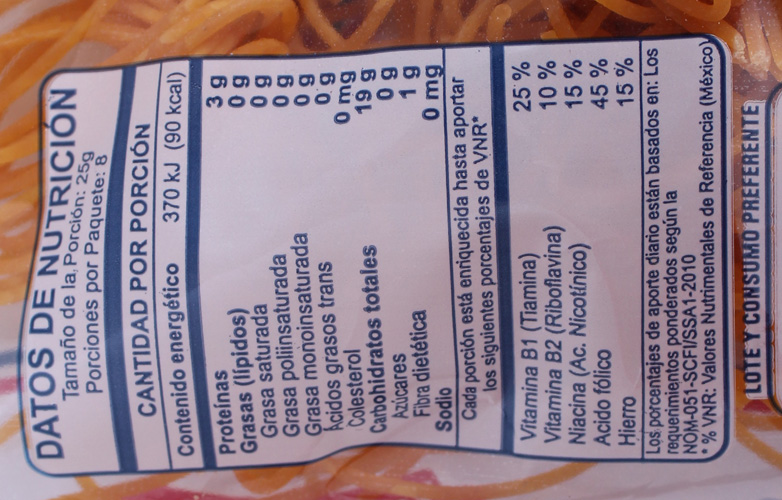 DATOS DE NUTRICIÓN
Tamaño de la Porción: 25g
Porciones por Paquete: 8
CANTIDAD POR PORCIÓN
Contenido energético 370 kJ (90 kcal)
Proteínas 3 g
Grasas (lípidos) 0 g
Grasa saturada 0 g
Grasa poliinsaturada 0 g
Grasa monoinsaturada 0 g
Ácidos grasos trans 0 g
Colesterol 0 mg
Carbohidratos totales 19 g
Azúcares 0 g
Fibra dietética 1 g
Sodio 0 mg
Cada porción está enriquecida hasta aportar
los siguientes porcentajes de VNR*
Vitamina B1 (Tiamina) 25 %
Vitamina B2 (Riboflavina) 10 %
Niacina (Ac. Nicotínico) 15 %
Acido fólico 45 %
Hierro 15 %
Los porcentajes de aporte diario están basados en: Los
requerimientos ponderados según la
NOM-051-SCFI/SSA1-2010
* % VNR: Valores Nutrimentales de Referencia (México)
LOTE Y CONSUMO PREFERENTE